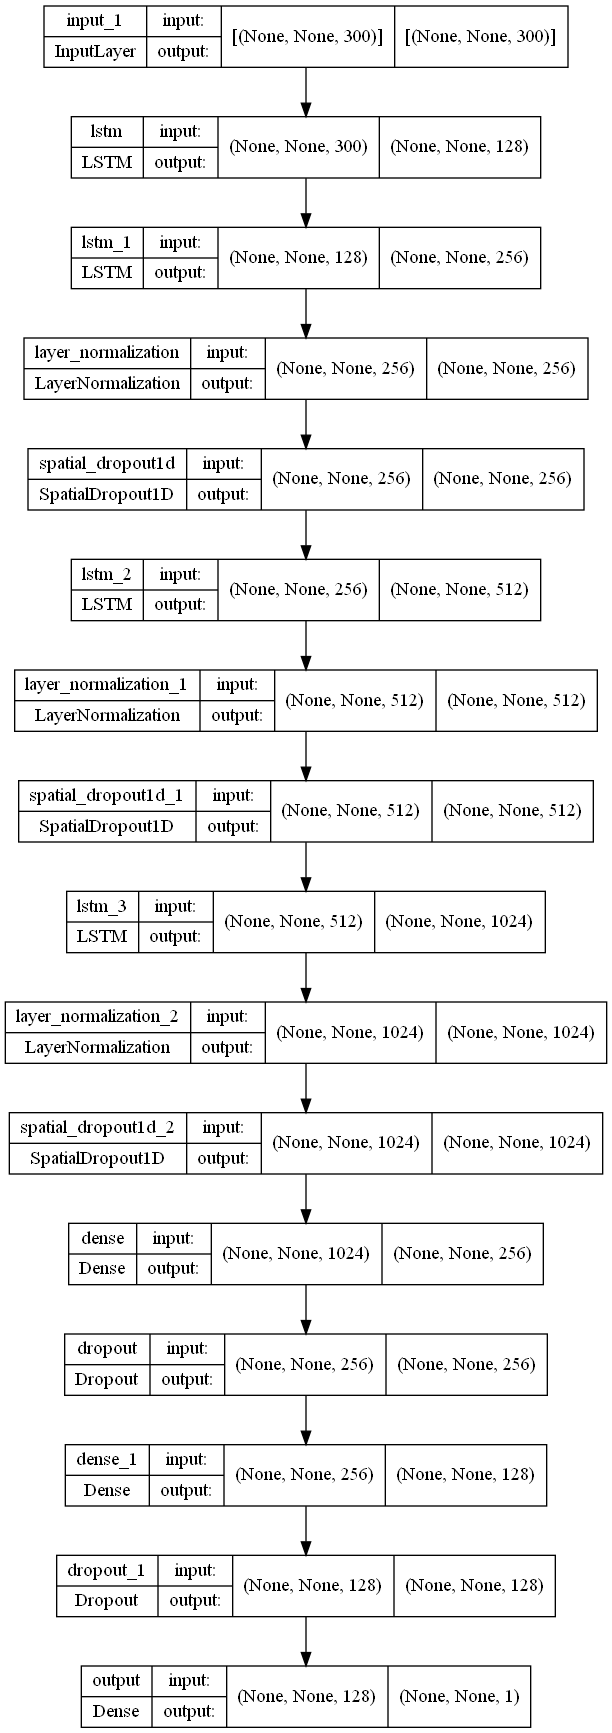 input_1 input: [(None, None, 300)] [(None, None, 300)]
InputLayer output:
lstm input: (None, None, 300) (None, None, 128)
LSTM output:
lstm_1 input: (None, None, 128) (None, None, 256)
LSTM output:
layer_normalization input: (None, None, 256) (None, None, 256)
LayerNormalization output:
spatial_dropout1d input: (None, None, 256) (None, None, 256)
SpatialDropout1D output:
lstm_2 input: (None, None, 256) (None, None, 512)
LSTM output:
layer_normalization_1 input: (None, None, 512) (None, None, 512)
LayerNormalization output:
spatial_dropout1d_1 input: (None, None, 512) (None, None, 512)
SpatialDropout1D output:
lstm_3 input: (None, None, 512) (None, None, 1024)
LSTM output:
layer_normalization_2 input: (None, None, 1024) (None, None, 1024)
LayerNormalization output:
spatial_dropout1d_2 input: (None, None, 1024) (None, None, 1024)
SpatialDropout1D output:
dense input: (None, None, 1024) (None, None, 256)
Dense output:
dropout input: (None, None, 256) (None, None, 256)
Dropout output:
dense_1 input: (None, None, 256) (None, None, 128)
Dense output:
dropout_1 input: (None, None, 128) (None, None, 128)
Dropout output:
output input: (None, None, 128) (None, None, 1)
Dense output: